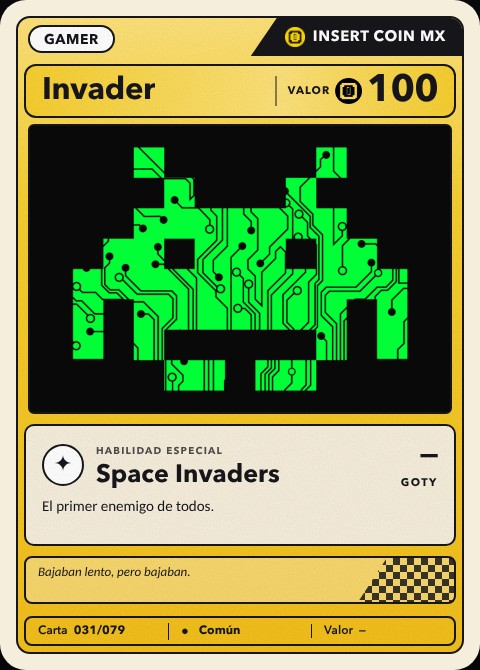 GAMER
INSERT COIN MX
Invader
VALOR 100
HABILIDAD ESPECIAL
Space Invaders
–
GOTY
El primer enemigo de todos.
Bajaban lento, pero bajaban.
Carta 031/079 • Común Valor –